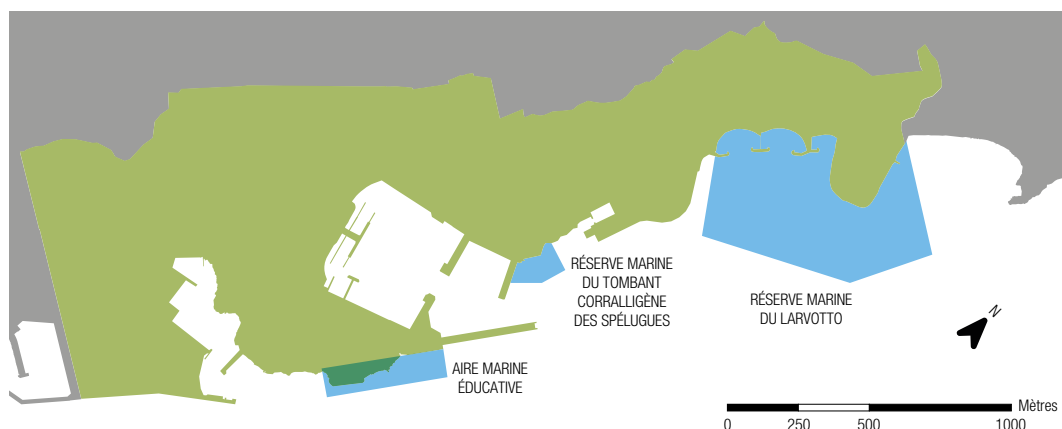 RÉSERVE MARINE
DU TOMBANT
CORRALLIGÈNE
DES SPÉLUGUES
RÉSERVE MARINE
DU LARVOTTO
AIRE MARINE
ÉDUCATIVE
N
Mètres
0 250 500 1000